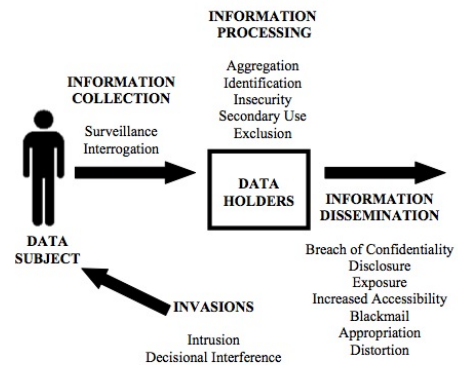 INFORMATION
PROCESSING
Aggregation
Identification
Insecurity
Secondary Use
Exclusion
INFORMATION
COLLECTION
Surveillance
Interrogation
DATA
HOLDERS
INFORMATION
DISSEMINATION
Breach of Confidentiality
Disclosure
Exposure
Increased Accessibility
Blackmail
Appropriation
Distortion
DATA
SUBJECT
INVASIONS
Intrusion
Decisional Interference